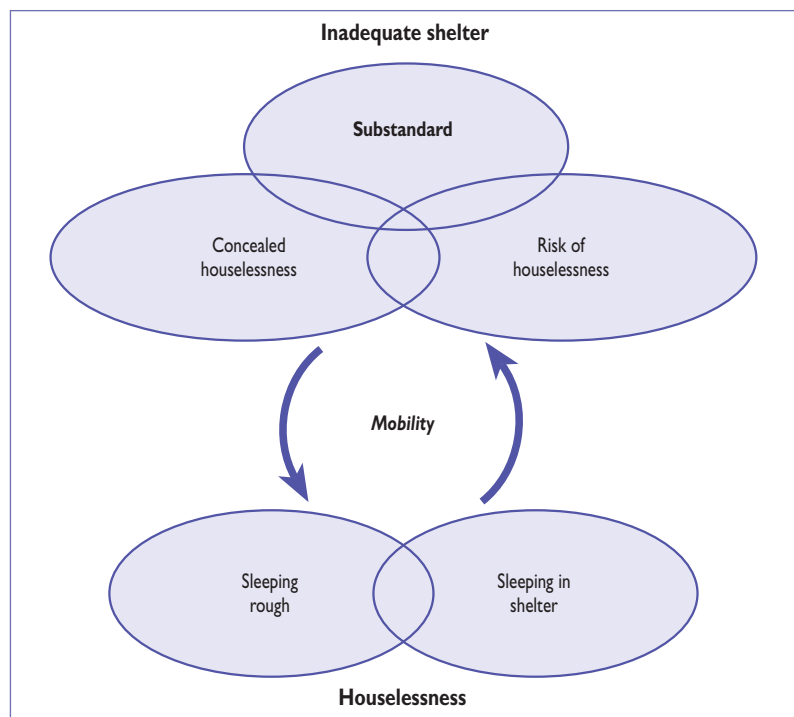 Inadequate shelter
Substandard
Concealed
houselessness
Risk of
houselessness
Mobility
Sleeping
rough
Sleeping in
shelter
Houselessness